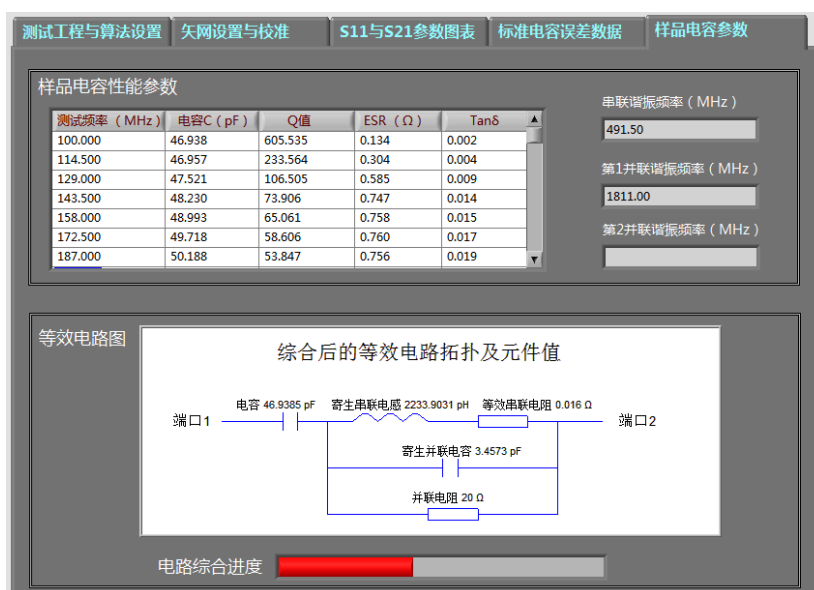 测试工程与算法设置 矢网设置与校准 S11与S21参数图表 标准电容误差数据 样品电容参数
样品电容性能参数
测试频率 （MHz） 电容C（pF） Q值 ESR （Ω） Tanδ
100.000 46.938 605.535 0.134 0.002
114.500 46.957 233.564 0.304 0.004
129.000 47.521 106.505 0.585 0.009
143.500 48.230 73.906 0.747 0.014
158.000 48.993 65.061 0.758 0.015
172.500 49.718 58.606 0.760 0.017
187.000 50.188 53.847 0.756 0.019
串联谐振频率（MHz）
491.50
第1并联谐振频率（MHz）
1811.00
第2并联谐振频率（MHz）
等效电路图
综合后的等效电路拓扑及元件值
电容 46.9385 pF 寄生串联电感 2233.9031 pH 等效串联电阻 0.016 Ω
端口1 端口2
寄生并联电容 3.4573 pF
并联电阻 20 Ω
电路综合进度